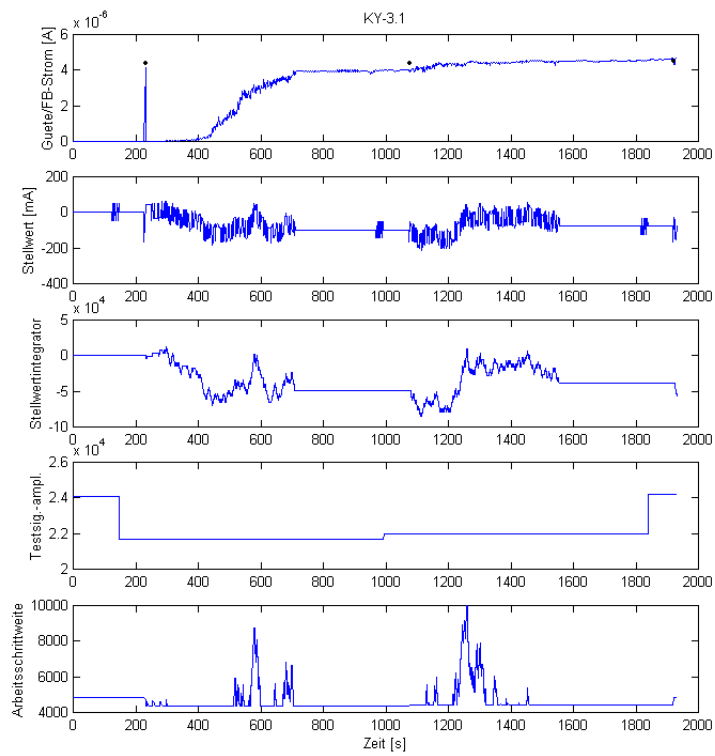 KY-3.1
x 10^-6
Guete/FB-Strom [A]
6
4
2
0
0 200 400 600 800 1000 1200 1400 1600 1800 2000
Stellwert [mA]
200
0
-200
-400
0 200 400 600 800 1000 1200 1400 1600 1800 2000
x 10^4
Stellwertintegrator
5
0
-5
-10
0 200 400 600 800 1000 1200 1400 1600 1800 2000
x 10^4
Testsig.-ampl.
2.6
2.4
2.2
2
0 200 400 600 800 1000 1200 1400 1600 1800 2000
Arbeitsschrittweite
10000
8000
6000
4000
0 200 400 600 800 1000 1200 1400 1600 1800 2000
Zeit [s]